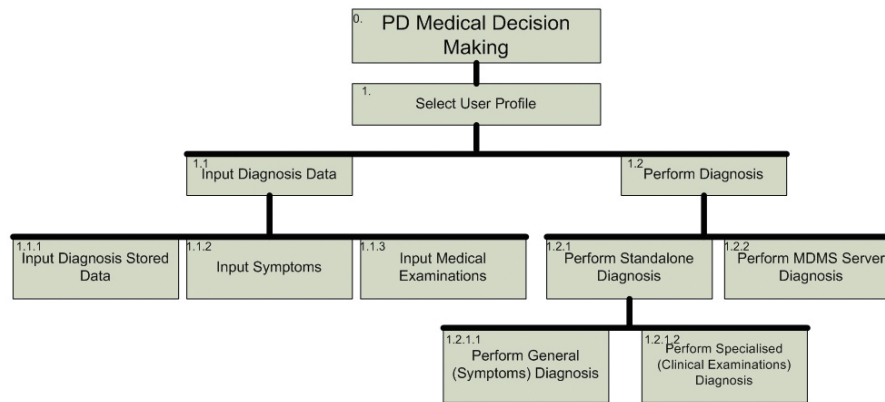 0.
PD Medical Decision
Making
1.
Select User Profile
1.1
Input Diagnosis Data
1.2
Perform Diagnosis
1.1.1
Input Diagnosis Stored
Data
1.1.2
Input Symptoms
1.1.3
Input Medical
Examinations
1.2.1
Perform Standalone
Diagnosis
1.2.2
Perform MDMS Server
Diagnosis
1.2.1.1
Perform General
(Symptoms) Diagnosis
1.2.1.2
Perform Specialised
(Clinical Examinations)
Diagnosis